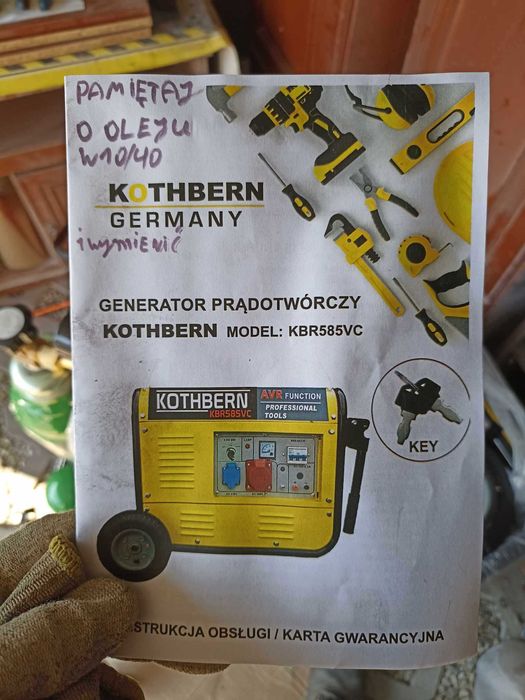 PAMIĘTAJ
O OLEJU
W10/40
KOTHBERN
GERMANY
i wymienić
GENERATOR PRĄDOTWÓRCZY
KOTHBERN MODEL: KBR585VC
KOTHBERN
KBR585VC
AVR FUNCTION
PROFESSIONAL
TOOLS
KEY
STRUKCJA OBSŁUGI / KARTA GWARANCYJNA